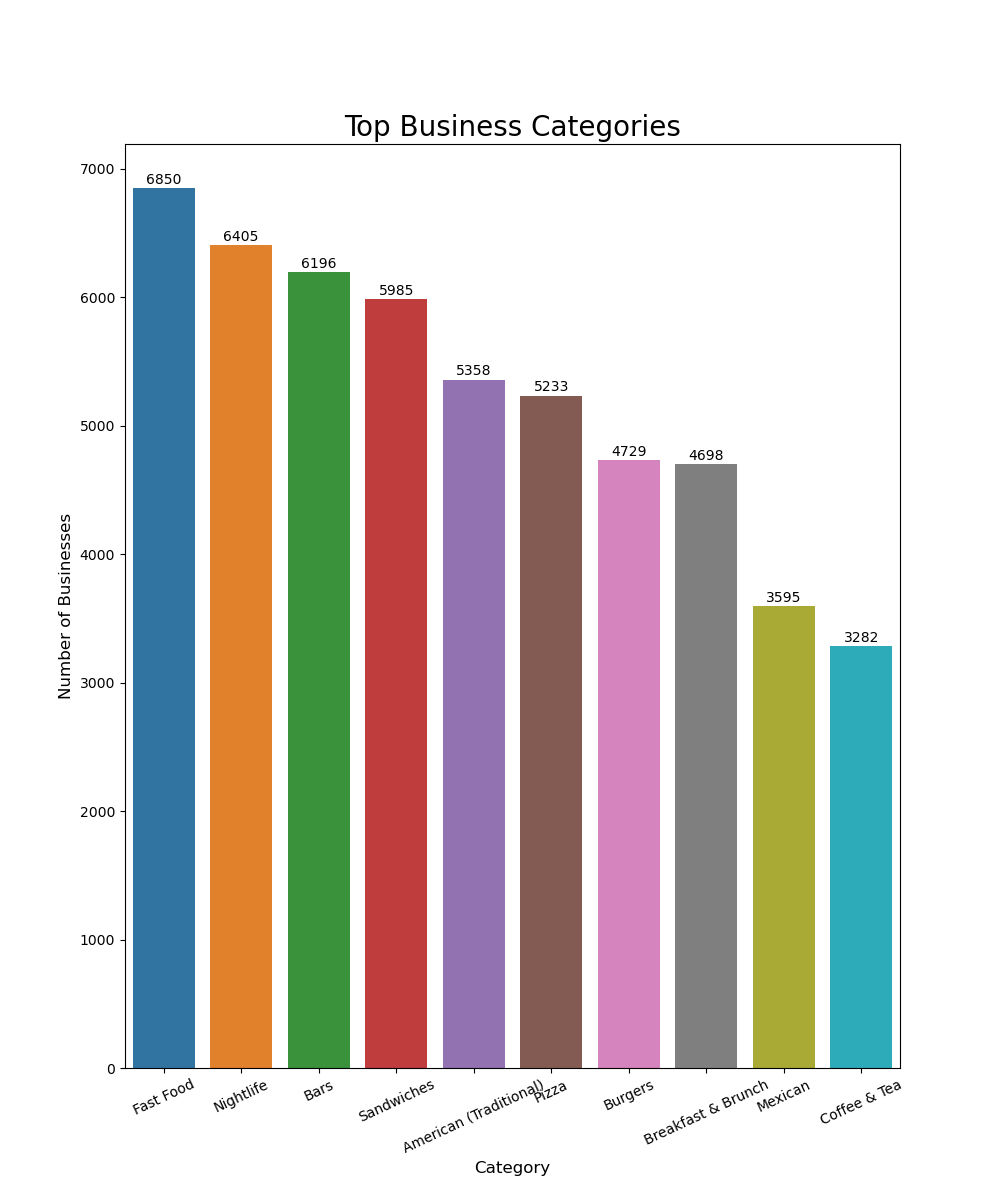 Top Business Categories
7000
6000
5000
4000
3000
2000
1000
0
Number of Businesses
6850
6405
6196
5985
5358
5233
4729
4698
3595
3282
Fast Food
Nightlife
Bars
Sandwiches
American (Traditional)
Pizza
Burgers
Breakfast & Brunch
Mexican
Coffee & Tea
Category